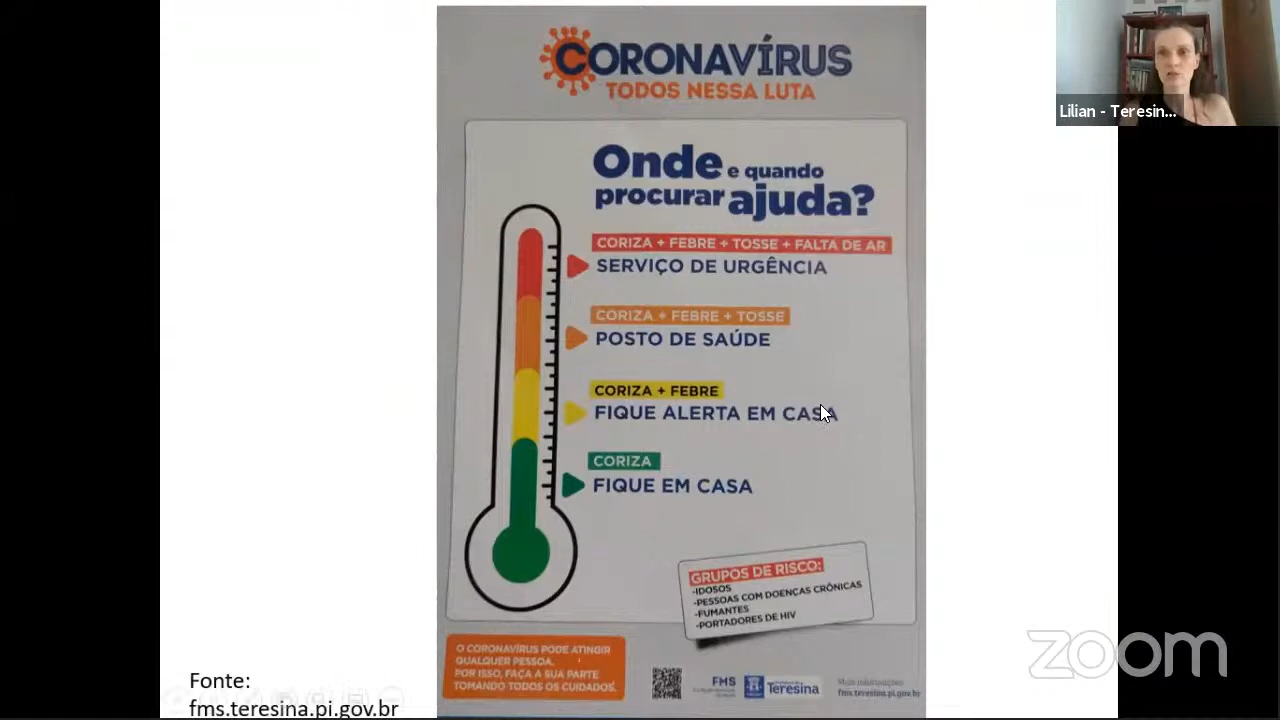 CORONAVÍRUS
TODOS NESSA LUTA
Onde e quando
procurar ajuda?
CORIZA + FEBRE + TOSSE + FALTA DE AR
SERVIÇO DE URGÊNCIA
CORIZA + FEBRE + TOSSE
POSTO DE SAÚDE
CORIZA + FEBRE
FIQUE ALERTA EM CASA
CORIZA
FIQUE EM CASA
GRUPOS DE RISCO:
-IDOSOS
-PESSOAS COM DOENÇAS CRÔNICAS
-FUMANTES
-PORTADORES DE HIV
O CORONAVÍRUS PODE ATINGIR
QUALQUER PESSOA.
POR ISSO, FAÇA A SUA PARTE
TOMANDO TODOS OS CUIDADOS.
FMS
Teresina
Mais informações
fms.teresina.pi.gov.br
Fonte:
fms.teresina.pi.gov.br
Lilian - Teresin...
zoom